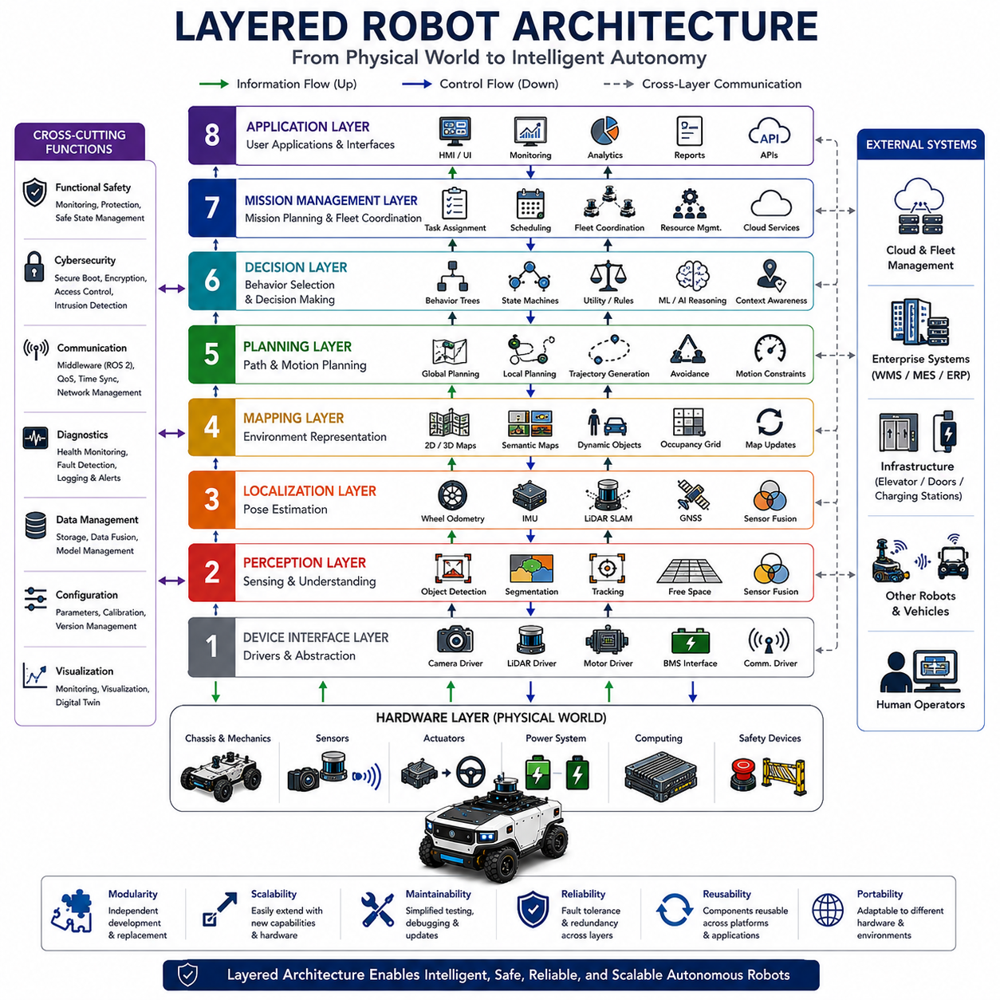 LAYERED ROBOT ARCHITECTURE
From Physical World to Intelligent Autonomy
Information Flow (Up)
Control Flow (Down)
Cross-Layer Communication
CROSS-CUTTING
FUNCTIONS
Functional Safety
Monitoring, Protection,
Safe State Management
Cybersecurity
Secure Boot, Encryption,
Access Control,
Intrusion Detection
Communication
Middleware (ROS 2),
QoS, Time Sync,
Network Management
Diagnostics
Health Monitoring,
Fault Detection,
Logging & Alerts
Data Management
Storage, Data Fusion,
Model Management
Configuration
Parameters, Calibration,
Version Management
Visualization
Monitoring, Visualization,
Digital Twin
8
APPLICATION LAYER
User Applications & Interfaces
HMI / UI
Monitoring
Analytics
Reports
API
APIs
7
MISSION MANAGEMENT LAYER
Mission Planning & Fleet Coordination
Task Assignment
Scheduling
Fleet Coordination
Resource Mgmt.
Cloud Services
6
DECISION LAYER
Behavior Selection
& Decision Making
Behavior Trees
State Machines
Utility / Rules
ML / AI Reasoning
Context Awareness
5
PLANNING LAYER
Path & Motion Planning
Global Planning
Local Planning
Trajectory Generation
Avoidance
Motion Constraints
4
MAPPING LAYER
Environment Representation
2D / 3D Maps
Semantic Maps
Dynamic Objects
Occupancy Grid
Map Updates
3
LOCALIZATION LAYER
Pose Estimation
Wheel Odometry
IMU
LiDAR SLAM
GNSS
Sensor Fusion
2
PERCEPTION LAYER
Sensing & Understanding
Object Detection
Segmentation
Tracking
Free Space
Sensor Fusion
1
DEVICE INTERFACE LAYER
Drivers & Abstraction
Camera Driver
LiDAR Driver
Motor Driver
BMS Interface
Comm. Driver
EXTERNAL SYSTEMS
Cloud & Fleet
Management
Enterprise Systems
(WMS / MES / ERP)
Infrastructure
(Elevator / Doors /
Charging Stations)
Other Robots
& Vehicles
Human Operators
HARDWARE LAYER (PHYSICAL WORLD)
Chassis & Mechanics
Sensors
Actuators
Power System
Computing
Safety Devices
Modularity
Independent
development
& replacement
Scalability
Easily extend with
new capabilities
& hardware
Maintainability
Simplified testing,
debugging &
updates
Reliability
Fault tolerance
& redundancy
across layers
Reusability
Components reusable
across platforms
& applications
Portability
Adaptable to different
hardware &
environments
Layered Architecture Enables Intelligent, Safe, Reliable, and Scalable Autonomous Robots